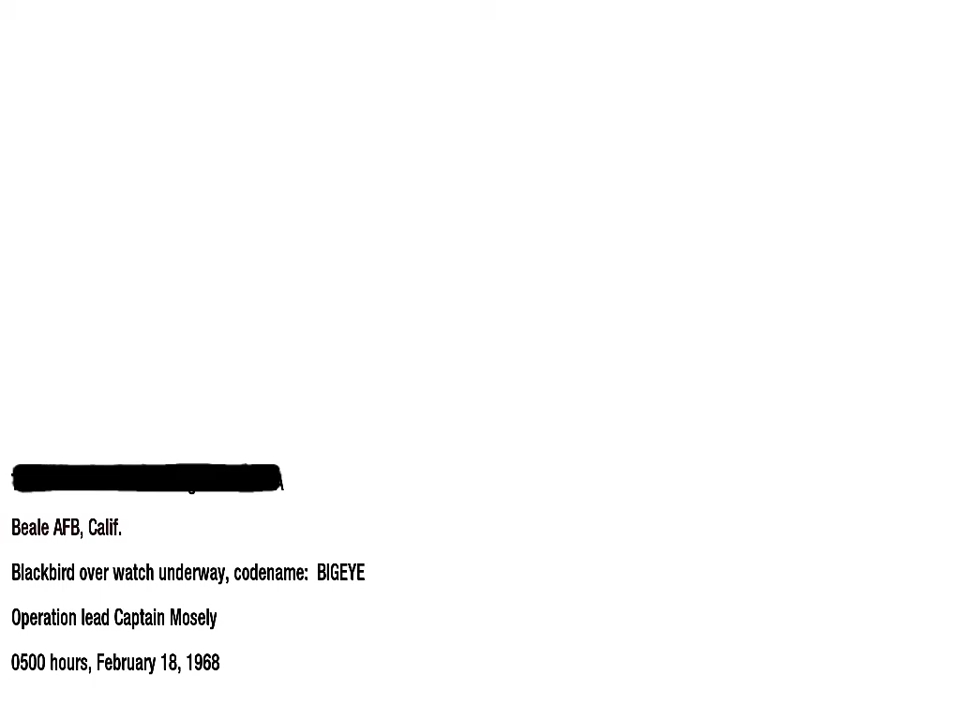 Beale AFB, Calif.
Blackbird over watch underway, codename:  BIGEYE
Operation lead Captain Mosely
0500 hours, February 18, 1968